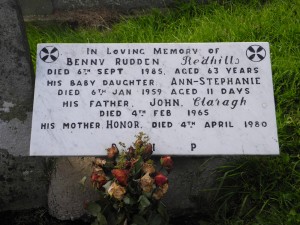 In Loving Memory of
Benny Rudden, Redhills
Died 6th Sept 1985, aged 63 years
His baby daughter, Ann-Stephanie
Died 6th Jan 1959 aged 11 days
His father, John, Claragh
Died 4th Feb 1965
His mother Honor, Died 4th April 1980
R I P